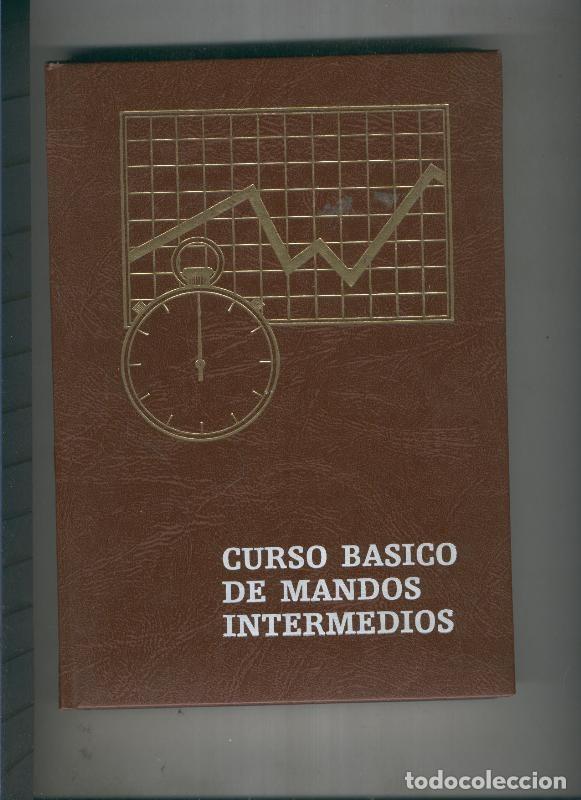 CURSO BASICO
DE MANDOS
INTERMEDIOS
todocoleccion